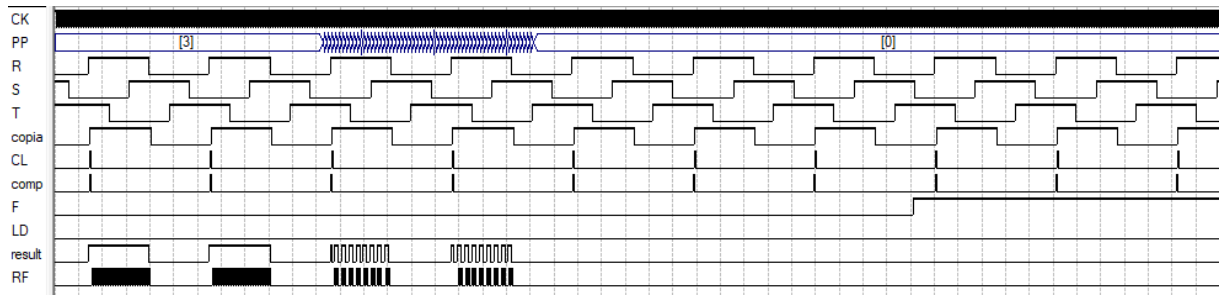 CK
PP [3] [0]
R
S
T
copia
CL
comp
F
LD
result
RF